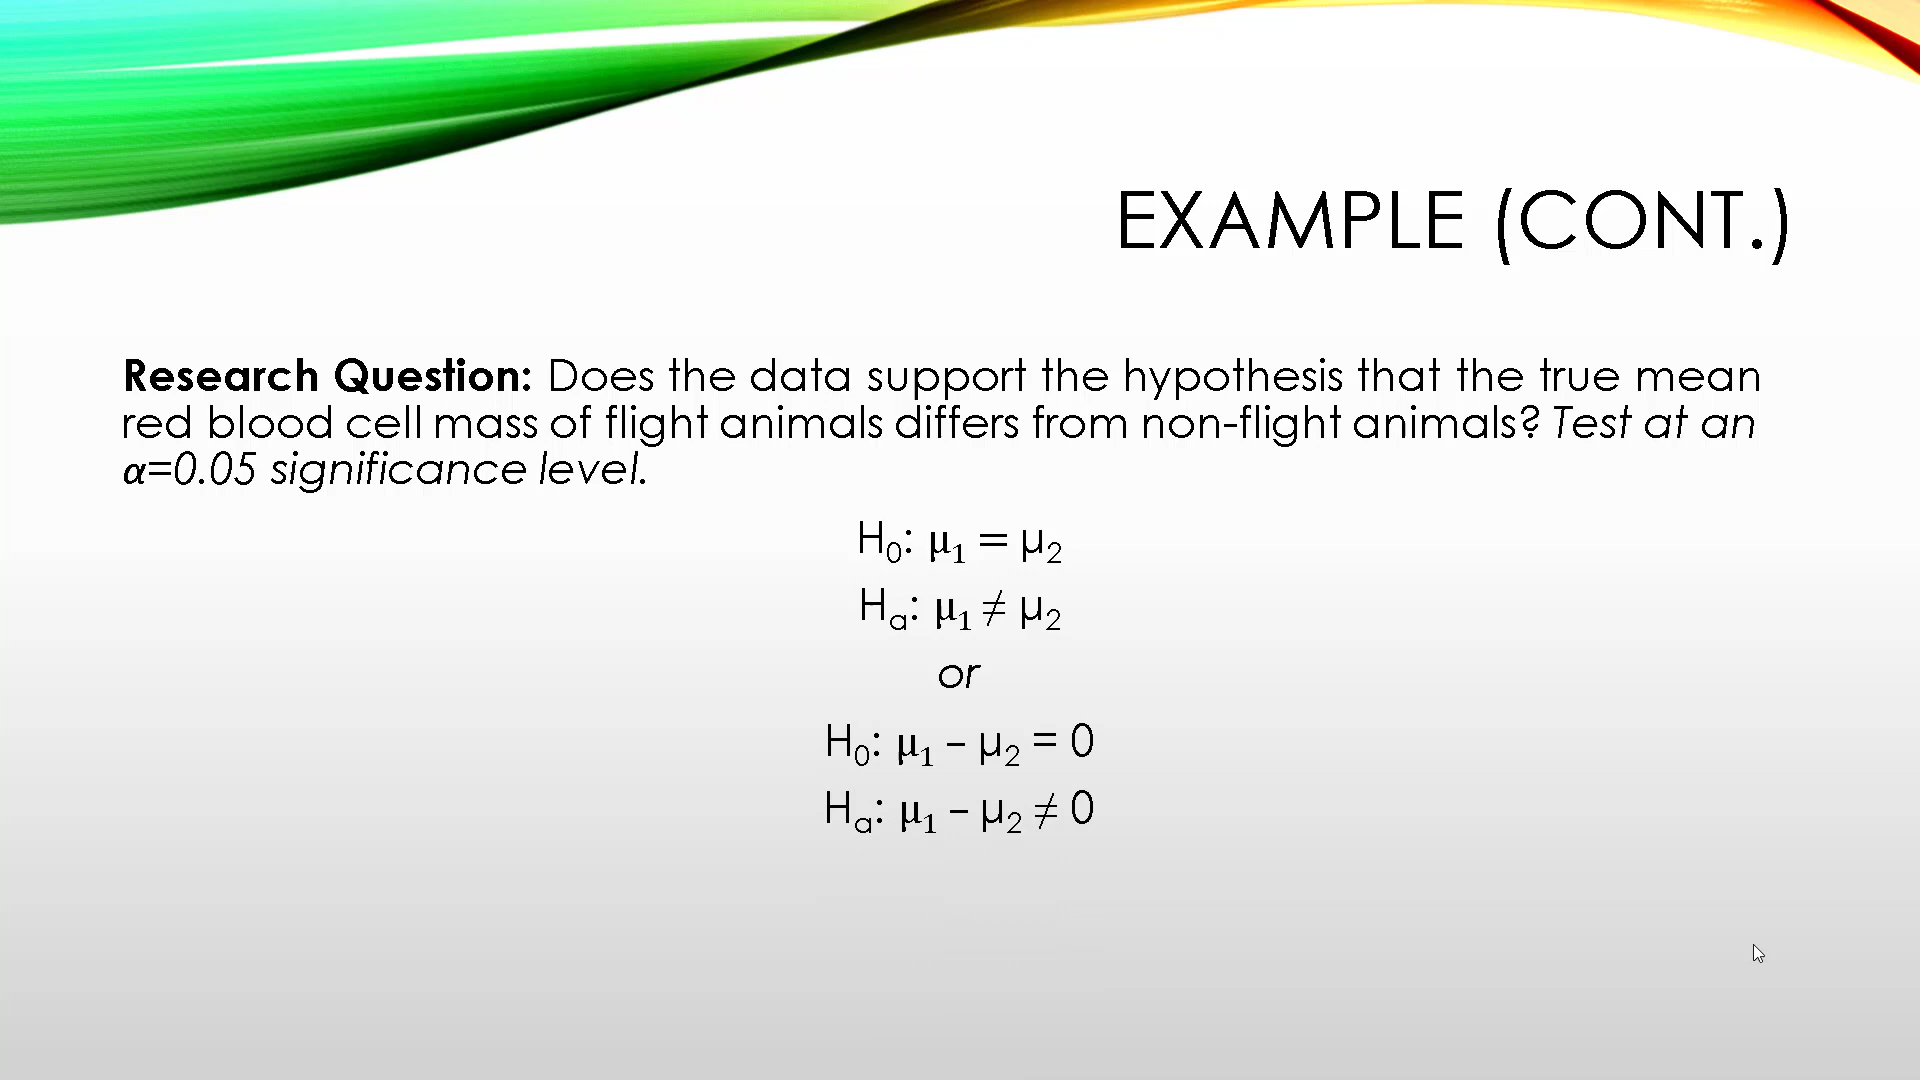 EXAMPLE (CONT.)
Research Question: Does the data support the hypothesis that the true mean
red blood cell mass of flight animals differs from non-flight animals? Test at an
α=0.05 significance level.
H₀: μ₁ = μ₂
Hₐ: μ₁ ≠ μ₂
or
H₀: μ₁ – μ₂ = 0
Hₐ: μ₁ – μ₂ ≠ 0